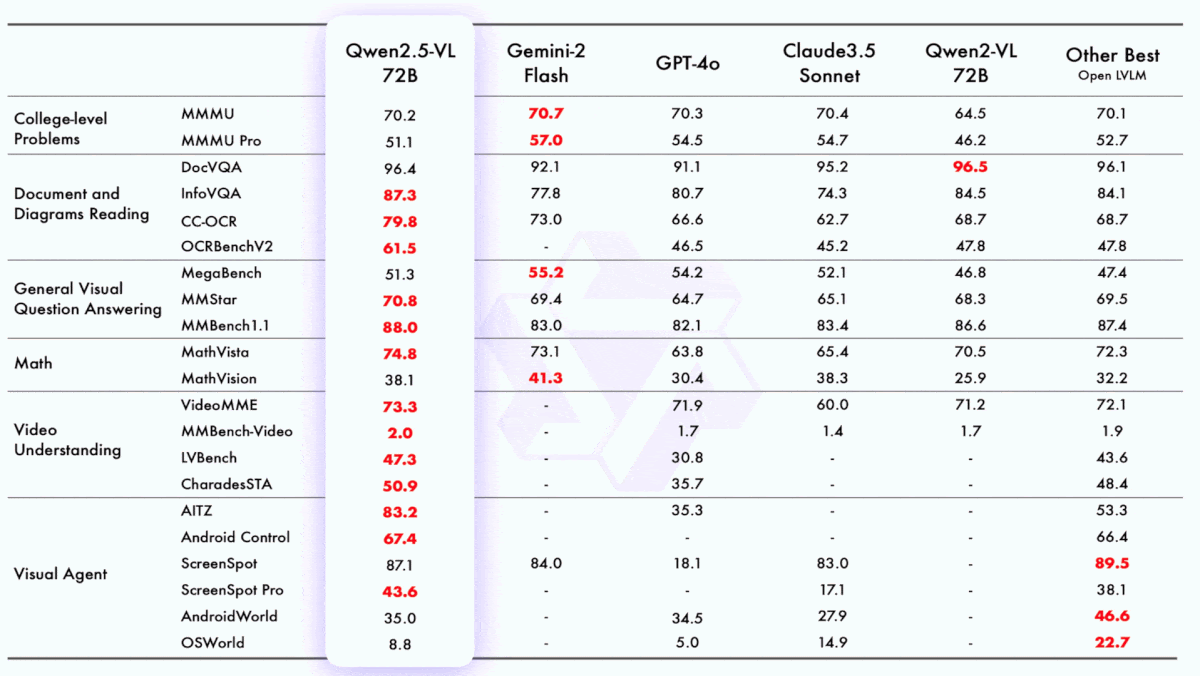 Qwen2.5-VL 72B Gemini-2 Flash GPT-4o Claude3.5 Sonnet Qwen2-VL 72B Other Best Open LVLM
College-level Problems
MMMU 70.2 70.7 70.3 70.4 64.5 70.1
MMMU Pro 51.1 57.0 54.5 54.7 46.2 52.7
Document and Diagrams Reading
DocVQA 96.4 92.1 91.1 95.2 96.5 96.1
InfoVQA 87.3 77.8 80.7 74.3 84.5 84.1
CC-OCR 79.8 73.0 66.6 62.7 68.7 68.7
OCRBenchV2 61.5 - 46.5 45.2 47.8 47.8
General Visual Question Answering
MegaBench 51.3 55.2 54.2 52.1 46.8 47.4
MMStar 70.8 69.4 64.7 65.1 68.3 69.5
MMBench1.1 88.0 83.0 82.1 83.4 86.6 87.4
Math
MathVista 74.8 73.1 63.8 65.4 70.5 72.3
MathVision 38.1 41.3 30.4 38.3 25.9 32.2
Video Understanding
VideoMME 73.3 - 71.9 60.0 71.2 72.1
MMBench-Video 2.0 - 1.7 1.4 1.7 1.9
LVBench 47.3 - 30.8 - - 43.6
CharadesSTA 50.9 - 35.7 - - 48.4
Visual Agent
AITZ 83.2 - 35.3 - - 53.3
Android Control 67.4 - - - - 66.4
ScreenSpot 87.1 84.0 18.1 83.0 - 89.5
ScreenSpot Pro 43.6 - - 17.1 - 38.1
AndroidWorld 35.0 - 34.5 27.9 - 46.6
OSWorld 8.8 - 5.0 14.9 - 22.7